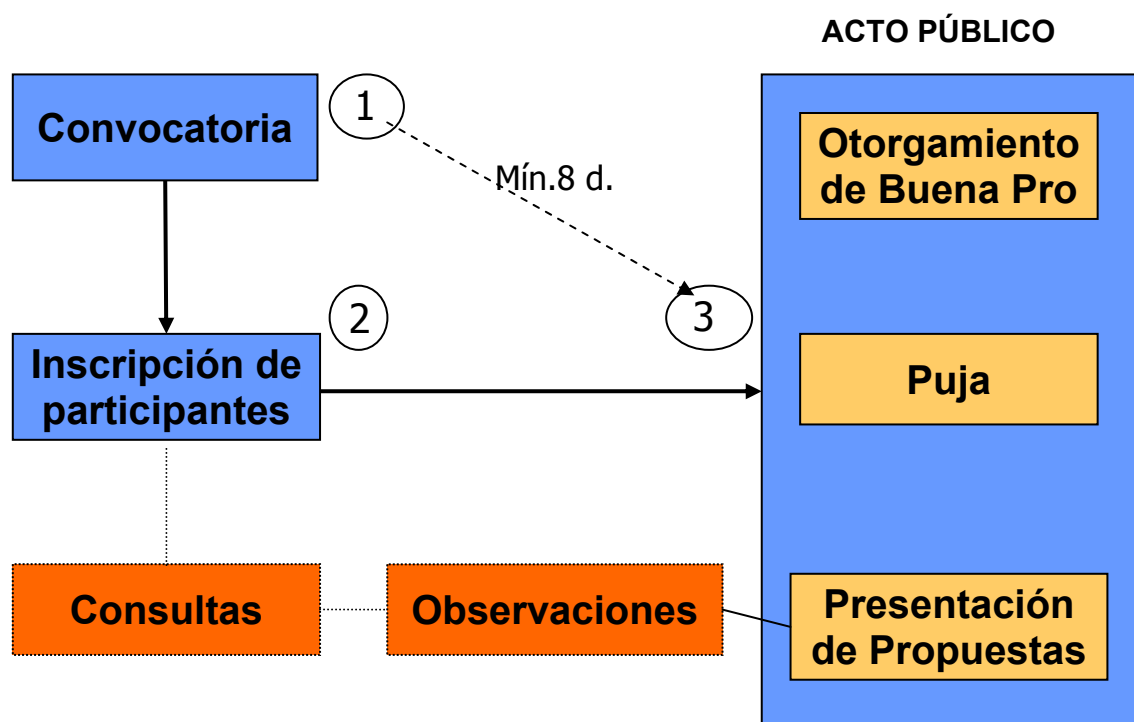 ACTO PÚBLICO
Convocatoria
1
Mín.8 d.
Otorgamiento
de Buena Pro
2
3
Inscripción de
participantes
Puja
Consultas
Observaciones
Presentación
de Propuestas